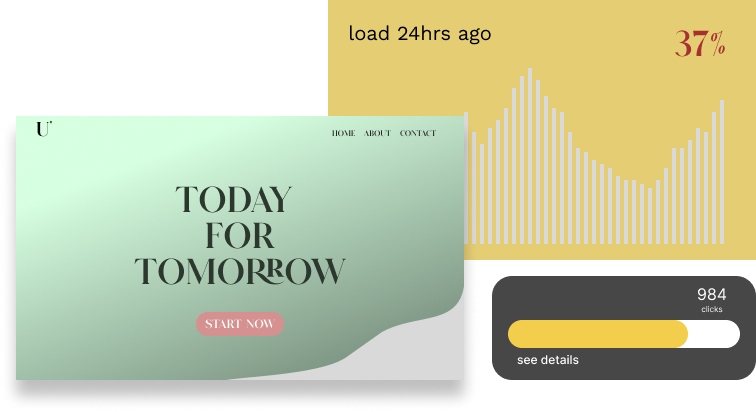 load 24hrs ago
37%
U
HOME ABOUT CONTACT
TODAY
FOR
TOMORROW
START NOW
984
clicks
see details